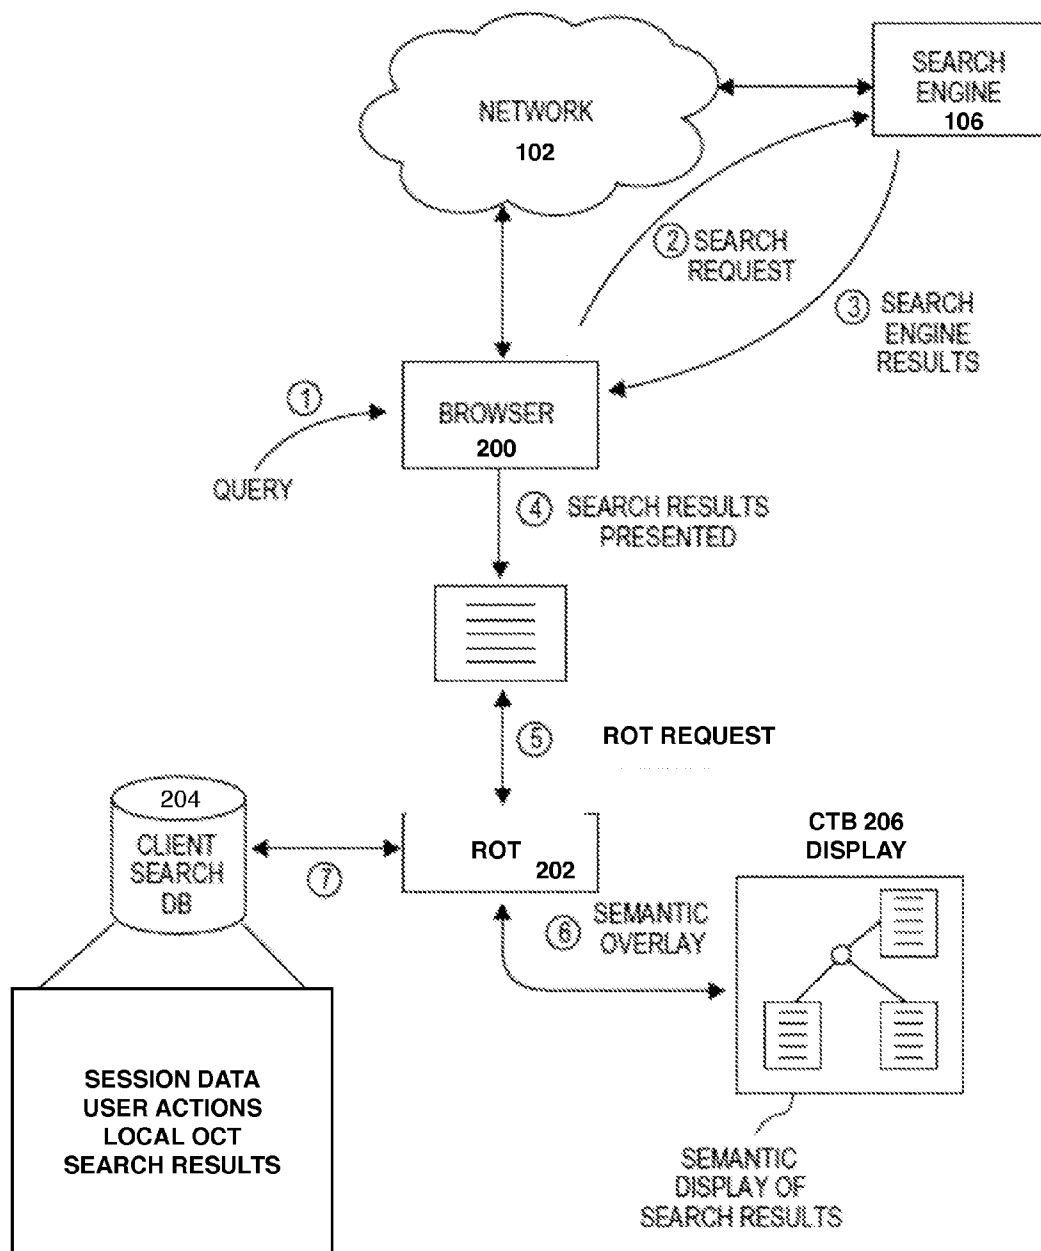 SEARCH
ENGINE
106
NETWORK
102
2 SEARCH
REQUEST
3 SEARCH
ENGINE
RESULTS
1
QUERY
BROWSER
200
4 SEARCH RESULTS
PRESENTED
5 ROT REQUEST
204
CLIENT
SEARCH
DB
7
ROT
202
CTB 206
DISPLAY
6 SEMANTIC
OVERLAY
SESSION DATA
USER ACTIONS
LOCAL OCT
SEARCH RESULTS
SEMANTIC
DISPLAY OF
SEARCH RESULTS